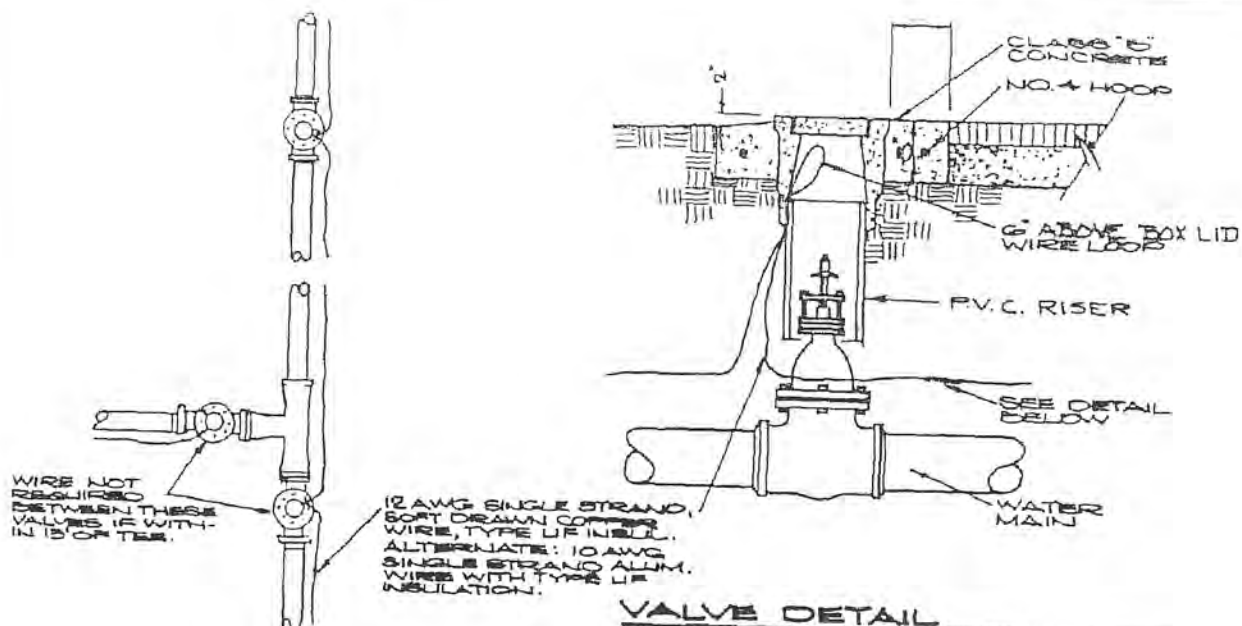 CLASS "B"
CONCRETE
NO. 4 HOOP
2"
6" ABOVE BOX LID
WIRE LOOP
P.V.C. RISER
SEE DETAIL
BELOW
WATER
MAIN
WIRE NOT
REQUIRED
BETWEEN THESE
VALVES IF WITH-
IN 15' OF TEE.
12 AWG SINGLE STRAND,
SOFT DRAWN COPPER
WIRE, TYPE UF INSUL.
ALTERNATE: 10 AWG
SINGLE STRAND ALUM.
WIRE WITH TYPE UF
INSULATION.
VALVE DETAIL